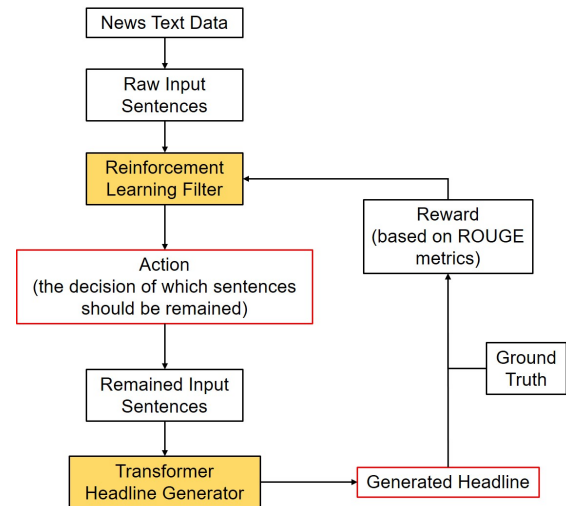 News Text Data
Raw Input
Sentences
Reinforcement
Learning Filter
Action
(the decision of which sentences
should be remained)
Remained Input
Sentences
Transformer
Headline Generator
Generated Headline
Ground
Truth
Reward
(based on ROUGE
metrics)